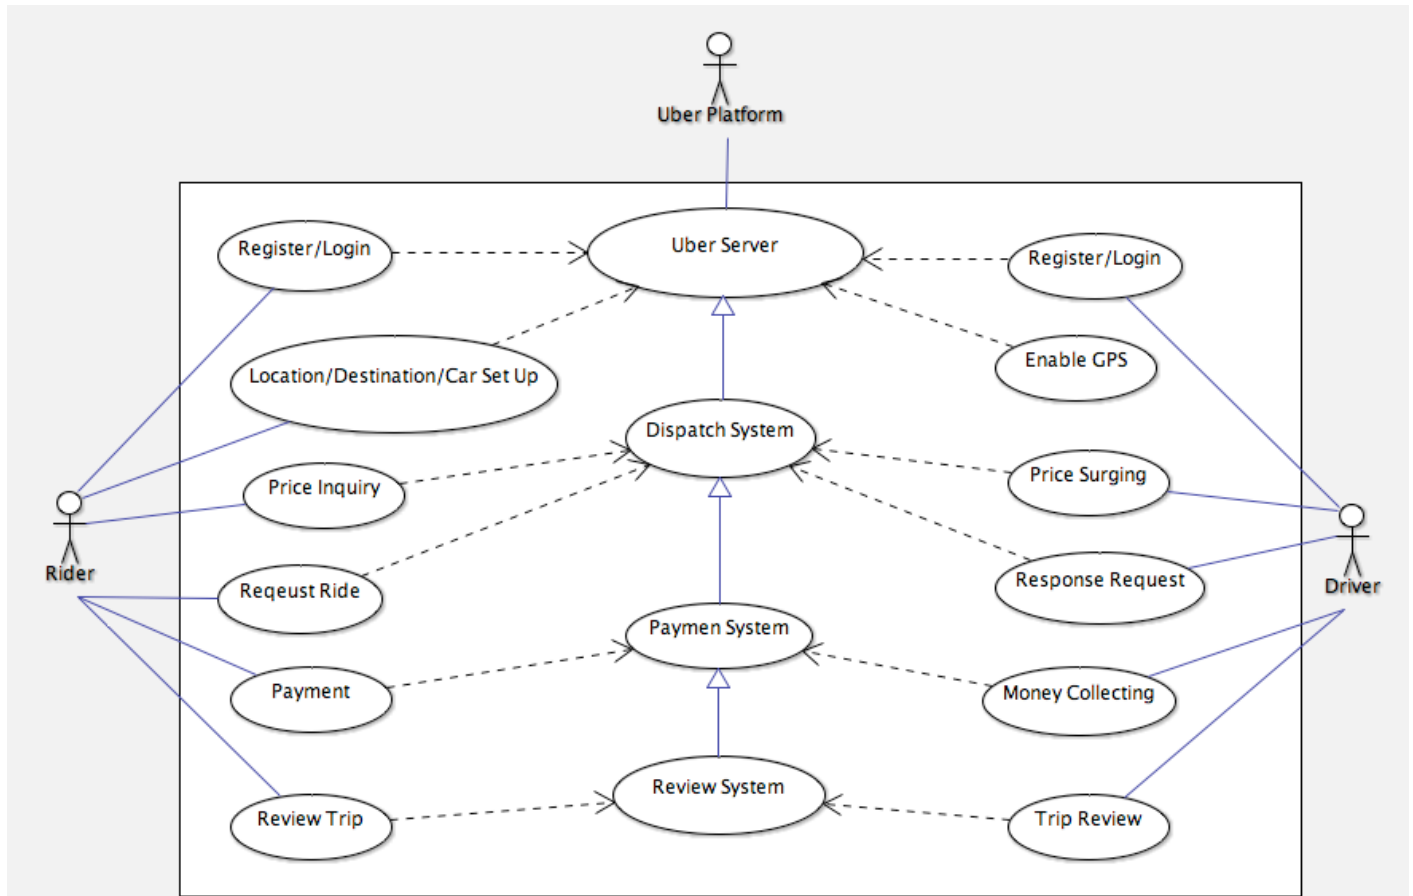 Uber Platform
Register/Login
Uber Server
Register/Login
Location/Destination/Car Set Up
Enable GPS
Dispatch System
Price Inquiry
Price Surging
Rider
Reqeust Ride
Response Request
Driver
Paymen System
Payment
Money Collecting
Review System
Review Trip
Trip Review